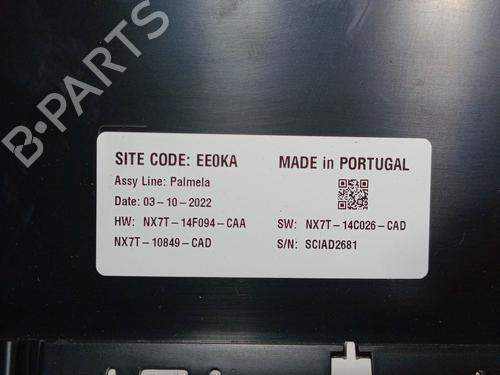 SITE CODE: EE0KA
MADE in PORTUGAL
Assy Line: Palmela
Date: 03-10-2022
HW: NX7T-14F094-CAA
SW: NX7T-14C026-CAD
NX7T-10849-CAD
S/N: SCIAD2681
B-PARTS